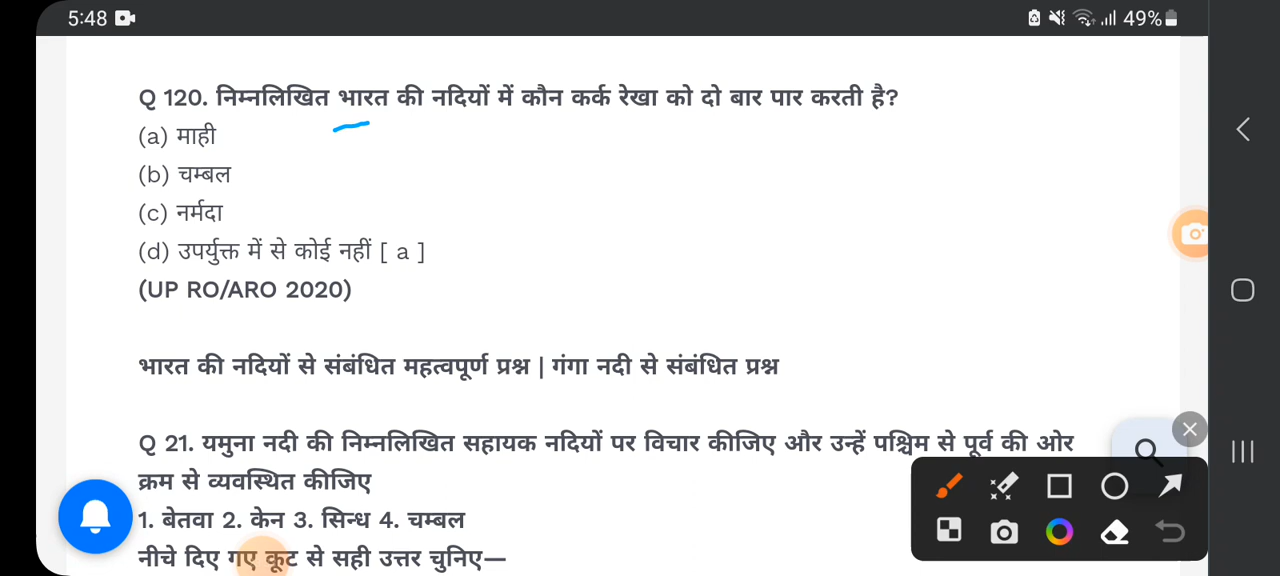 5:48
49%
Q 120. निम्नलिखित भारत की नदियों में कौन कर्क रेखा को दो बार पार करती है?
(a) माही
(b) चम्बल
(c) नर्मदा
(d) उपर्युक्त में से कोई नहीं [ a ]
(UP RO/ARO 2020)
भारत की नदियों से संबंधित महत्वपूर्ण प्रश्न | गंगा नदी से संबंधित प्रश्न
Q 21. यमुना नदी की निम्नलिखित सहायक नदियों पर विचार कीजिए और उन्हें पश्चिम से पूर्व की ओर
क्रम से व्यवस्थित कीजिए
1. बेतवा 2. केन 3. सिन्ध 4. चम्बल
नीचे दिए गए कूट से सही उत्तर चुनिए—